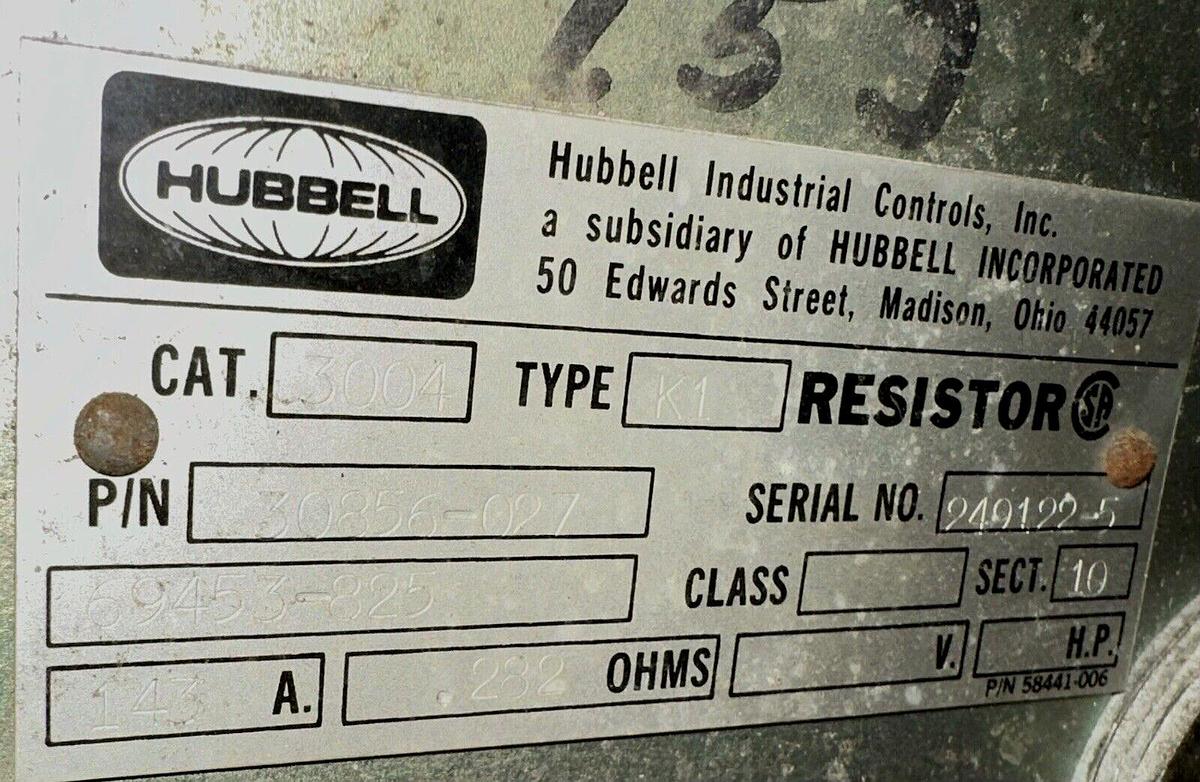 HUBBELL
Hubbell Industrial Controls, Inc.
a subsidiary of HUBBELL INCORPORATED
50 Edwards Street, Madison, Ohio 44057
CAT. 3004 TYPE K1 RESISTOR SA
P/N 30856-027 SERIAL NO. 249122-5
69453-825 CLASS SECT. 10
143 A. .282 OHMS V. H.P.
P/N 58441-006